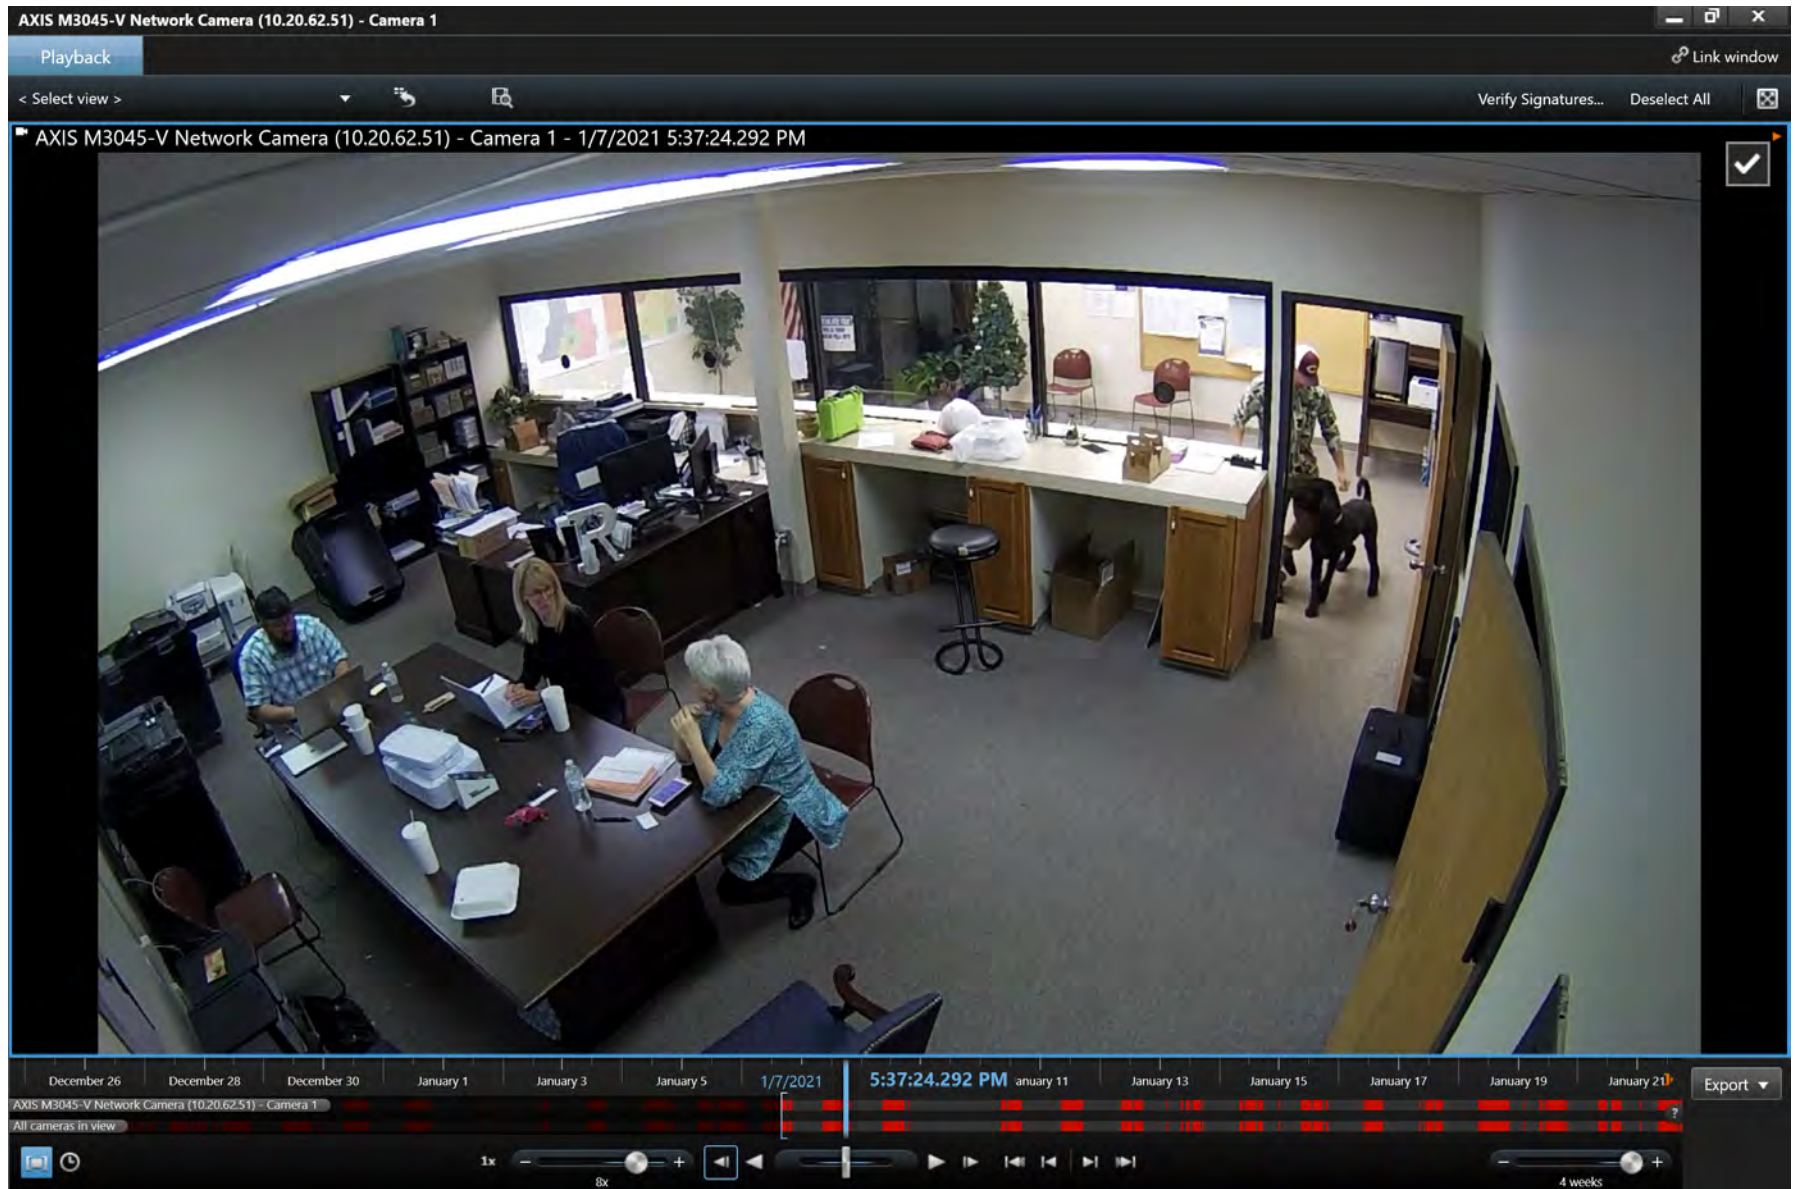 AXIS M3045-V Network Camera (10.20.62.51) - Camera 1
Playback
Link window
< Select view >
Verify Signatures...
Deselect All
AXIS M3045-V Network Camera (10.20.62.51) - Camera 1 - 1/7/2021 5:37:24.292 PM
R
December 26
December 28
December 30
January 1
January 3
January 5
1/7/2021
5:37:24.292 PM
anuary 11
January 13
January 15
January 17
January 19
January 21
Export
AXIS M3045-V Network Camera (10.20.62.51) - Camera 1
?
All cameras in view
1x
−
+
8x
−
+
4 weeks